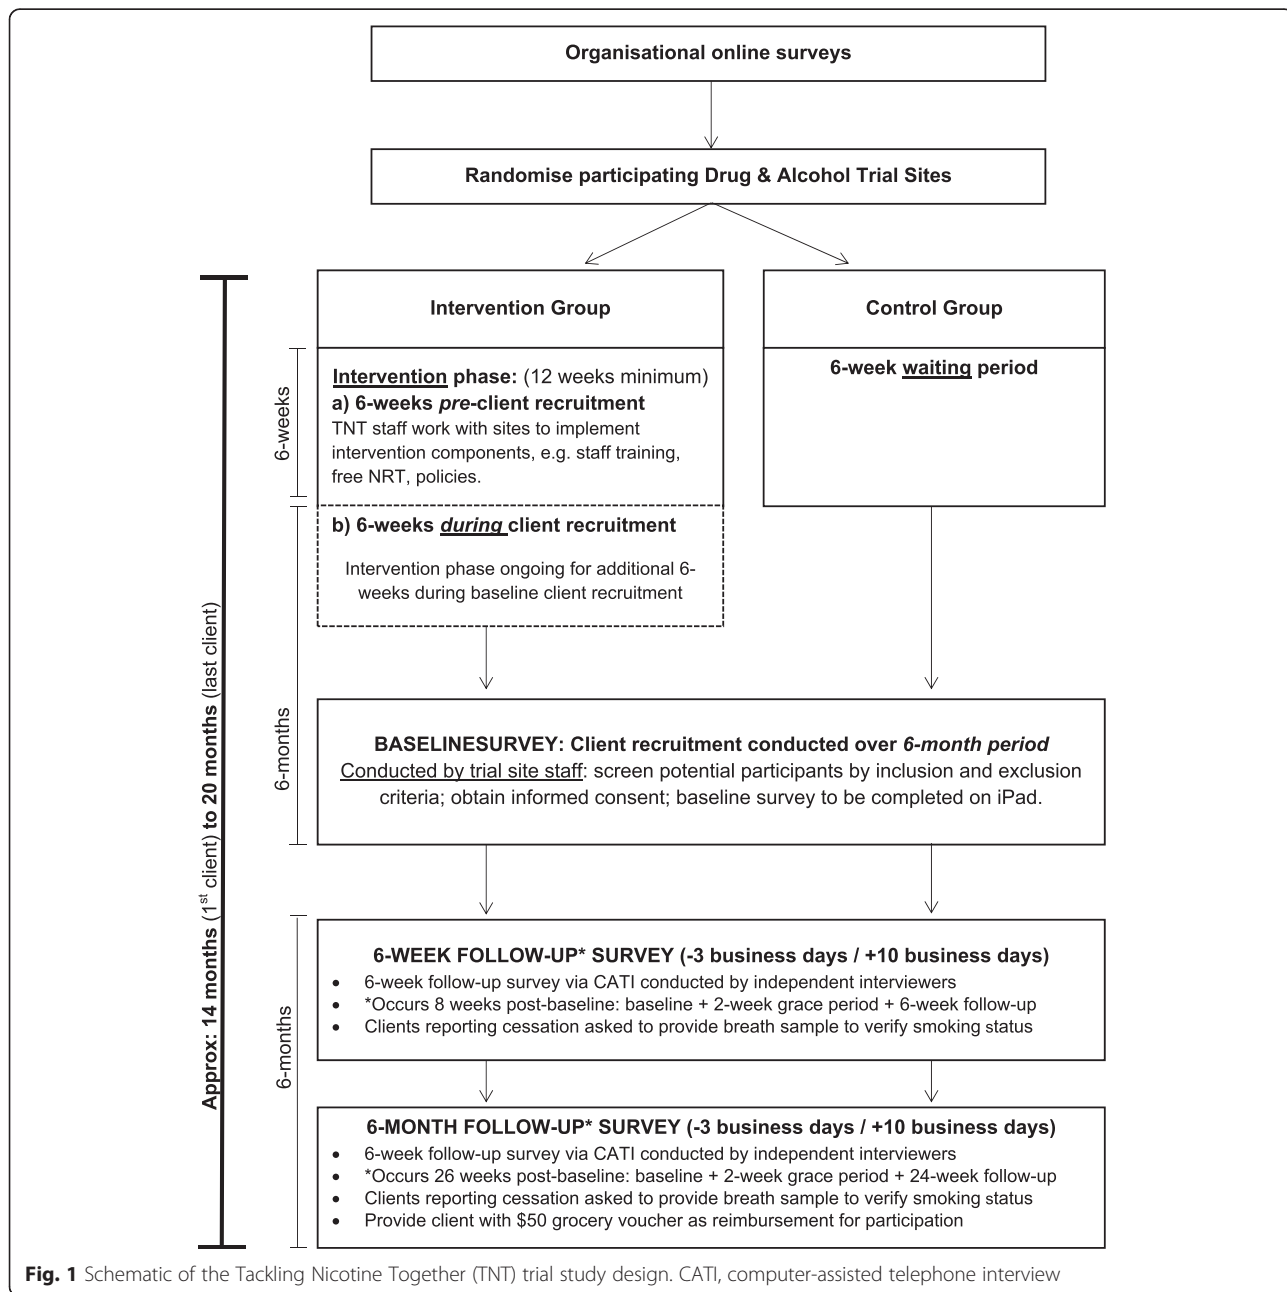 Organisational online surveys
Randomise participating Drug & Alcohol Trial Sites
Intervention Group
Control Group
Intervention phase: (12 weeks minimum)
a) 6-weeks pre-client recruitment
TNT staff work with sites to implement
intervention components, e.g. staff training,
free NRT, policies.
6-week waiting period
6-weeks
b) 6-weeks during client recruitment
Intervention phase ongoing for additional 6-
weeks during baseline client recruitment
6-months
Approx: 14 months (1st client) to 20 months (last client)
BASELINESURVEY: Client recruitment conducted over 6-month period
Conducted by trial site staff: screen potential participants by inclusion and exclusion
criteria; obtain informed consent; baseline survey to be completed on iPad.
6-WEEK FOLLOW-UP* SURVEY (-3 business days / +10 business days)
• 6-week follow-up survey via CATI conducted by independent interviewers
• *Occurs 8 weeks post-baseline: baseline + 2-week grace period + 6-week follow-up
• Clients reporting cessation asked to provide breath sample to verify smoking status
6-months
6-MONTH FOLLOW-UP* SURVEY (-3 business days / +10 business days)
• 6-week follow-up survey via CATI conducted by independent interviewers
• *Occurs 26 weeks post-baseline: baseline + 2-week grace period + 24-week follow-up
• Clients reporting cessation asked to provide breath sample to verify smoking status
• Provide client with $50 grocery voucher as reimbursement for participation
Fig. 1 Schematic of the Tackling Nicotine Together (TNT) trial study design. CATI, computer-assisted telephone interview